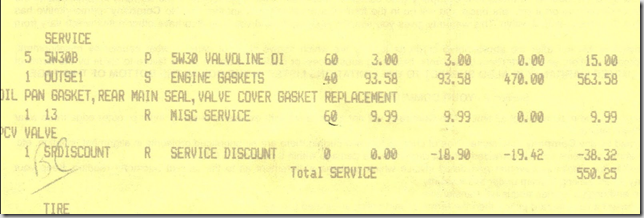 SERVICE
5 5W30B P 5W30 VALVOLINE OI 60 3.00 3.00 0.00 15.00
1 OUTSE1 S ENGINE GASKETS 40 93.58 93.58 470.00 563.58
OIL PAN GASKET,REAR MAIN SEAL,VALVE COVER GASKET REPLACEMENT
1 13 R MISC SERVICE 60 9.99 9.99 0.00 9.99
PCV VALVE
1 SRDISCOUNT R SERVICE DISCOUNT 0 0.00 -18.90 -19.42 -38.32
Total SERVICE 550.25
TIRE